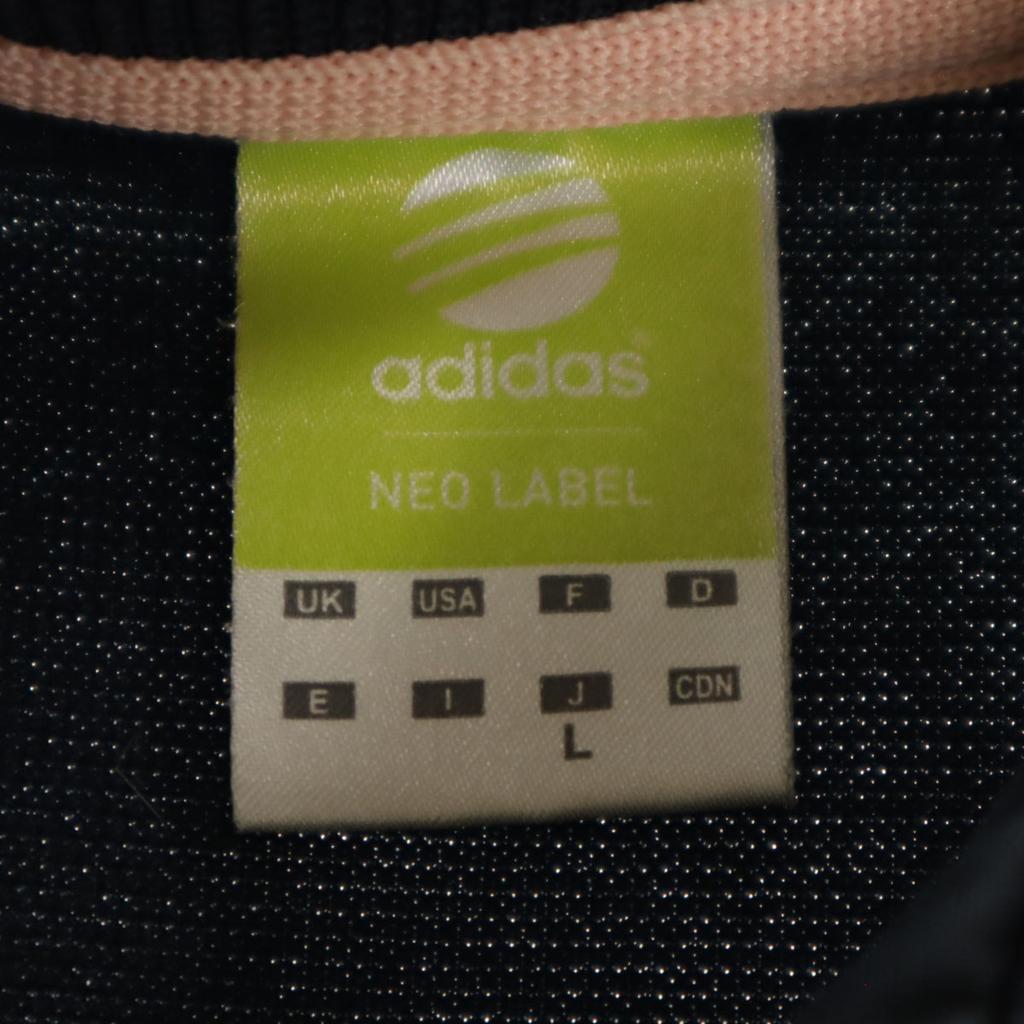 adidas
NEO LABEL
UK USA F D
E I J CDN
L